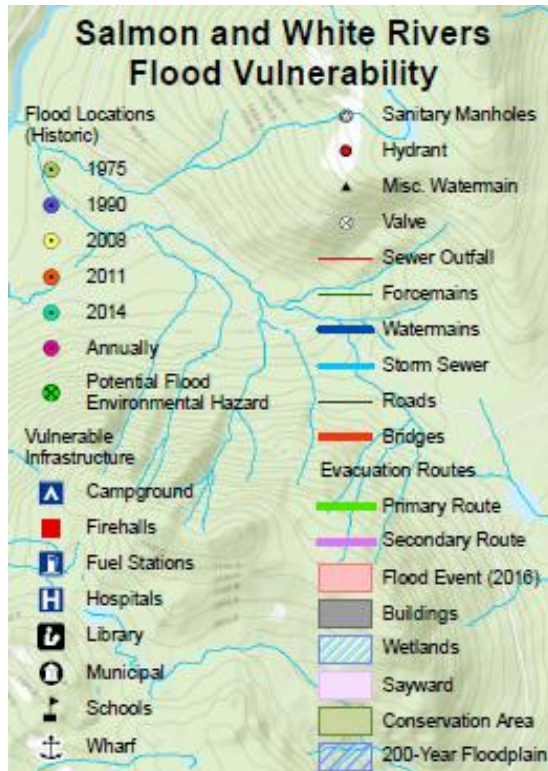 Salmon and White Rivers
Flood Vulnerability
Flood Locations
(Historic)
1975
1990
2008
2011
2014
Annually
Potential Flood
Environmental Hazard
Vulnerable
Infrastructure
Campground
Firehalls
Fuel Stations
H
Hospitals
Library
Municipal
Schools
Wharf
Sanitary Manholes
Hydrant
Misc. Watermain
Valve
Sewer Outfall
Forcemains
Watermains
Storm Sewer
Roads
Bridges
Evacuation Routes
Primary Route
Secondary Route
Flood Event (2016)
Buildings
Wetlands
Sayward
Conservation Area
200-Year Floodplain